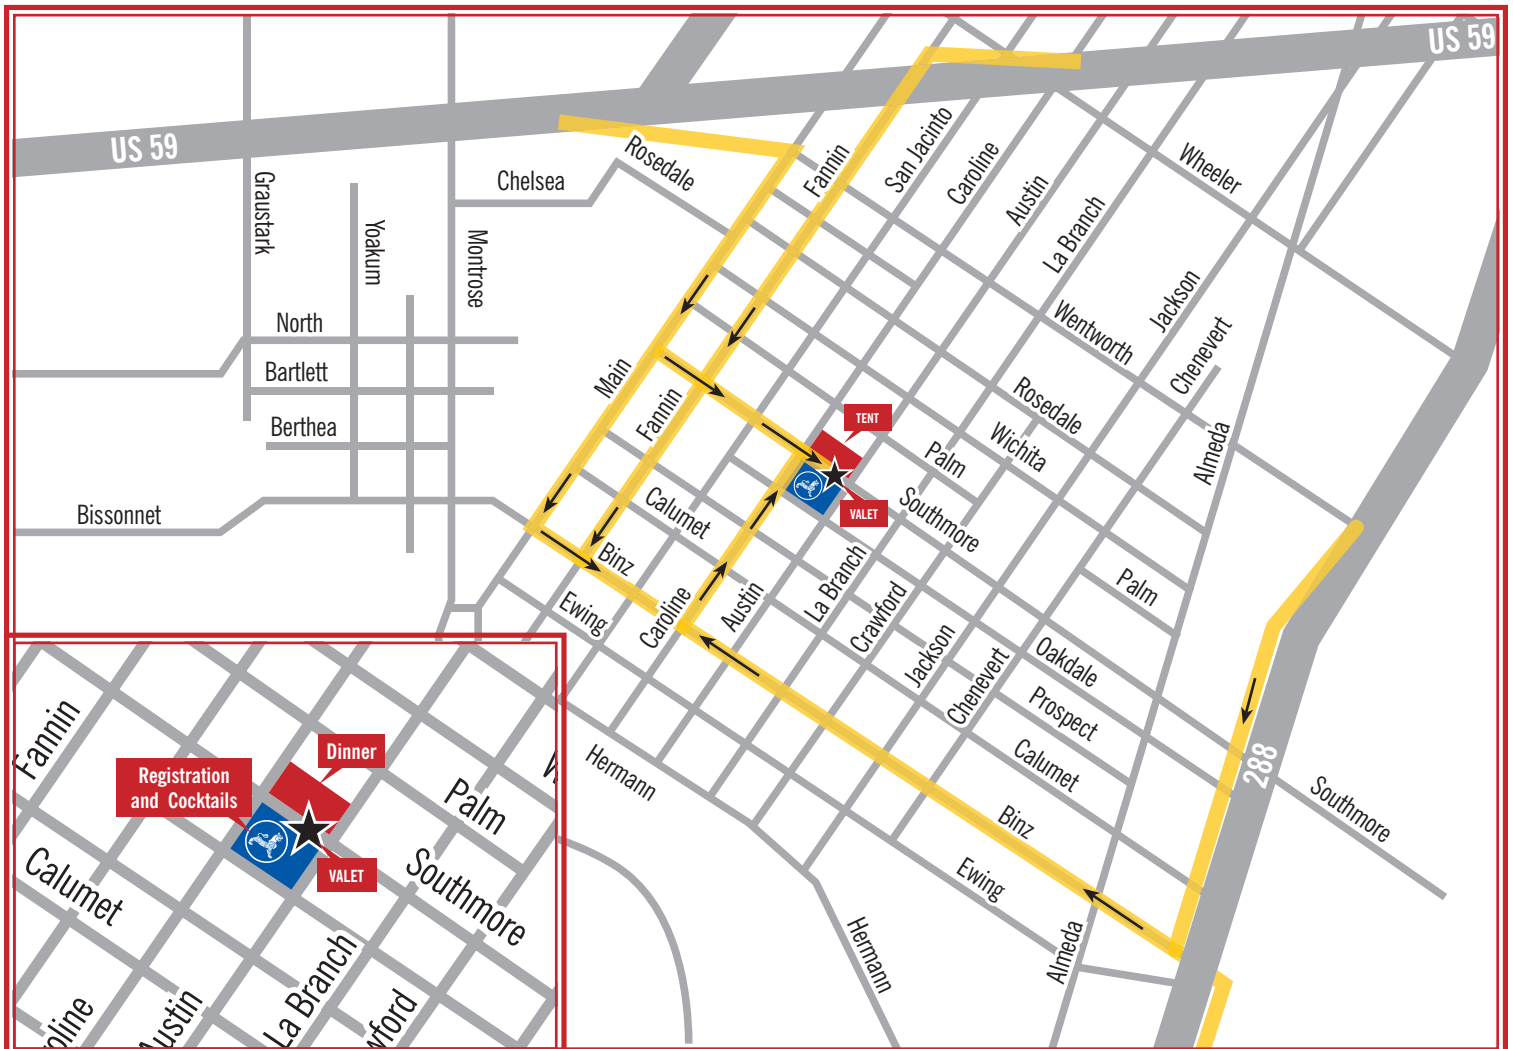 US 59
US 59
Graustark
Yoakum
Montrose
Chelsea
Rosedale
Fannin
San Jacinto
Caroline
Austin
La Branch
Wheeler
Jackson
Wentworth
Chenevert
North
Bartlett
Berthea
Bissonnet
Main
Fannin
TENT
Rosedale
Wichita
Palm
Almeda
VALET
Southmore
Calumet
Binz
Ewing
Caroline
Austin
La Branch
Crawford
Jackson
Chenevert
Palm
Oakdale
Prospect
Calumet
288
Southmore
Hermann
Binz
Ewing
Almeda
Hermann
Fannin
Dinner
Registration
and Cocktails
VALET
Palm
W
Southmore
Calumet
La Branch
oline
Austin
wford